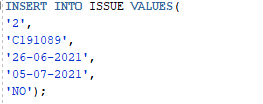 INSERT INTO ISSUE VALUES(
'2',
'C191089',
'26-06-2021',
'05-07-2021',
'NO');